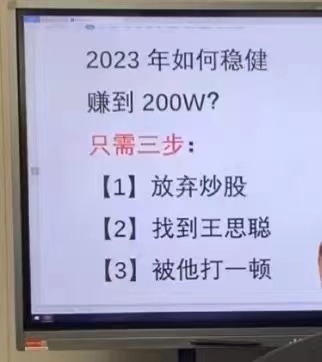 2023 年如何稳健
赚到 200W?
只需三步:
【1】放弃炒股
【2】找到王思聪
【3】被他打一顿